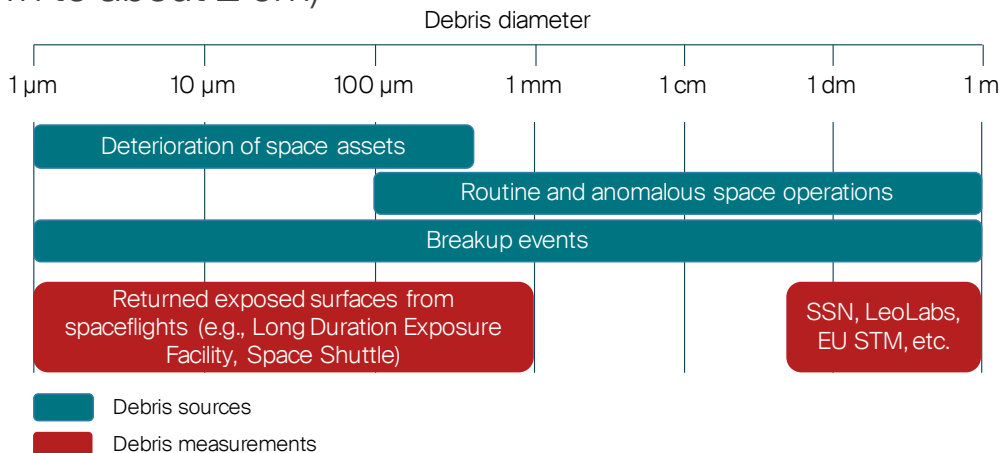 Debris diameter
1 µm 10 µm 100 µm 1 mm 1 cm 1 dm 1 m
Deterioration of space assets
Routine and anomalous space operations
Breakup events
Returned exposed surfaces from
spaceflights (e.g., Long Duration Exposure
Facility, Space Shuttle)
SSN, LeoLabs,
EU STM, etc.
Debris sources
Debris measurements